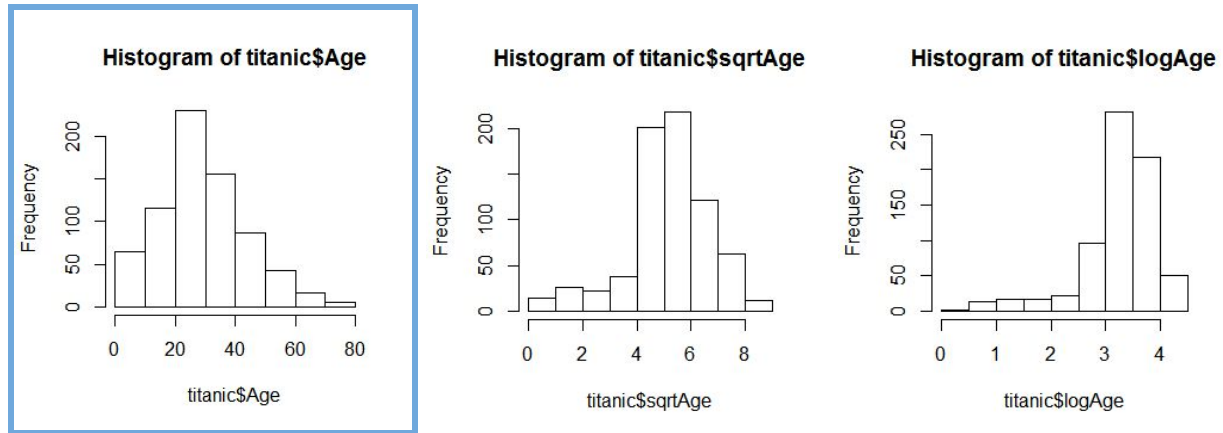 Histogram of titanic$Age
Frequency
0 50 100 200
0 20 40 60 80
titanic$Age
Histogram of titanic$sqrtAge
Frequency
0 50 100 200
0 2 4 6 8
titanic$sqrtAge
Histogram of titanic$logAge
Frequency
0 50 150 250
0 1 2 3 4
titanic$logAge